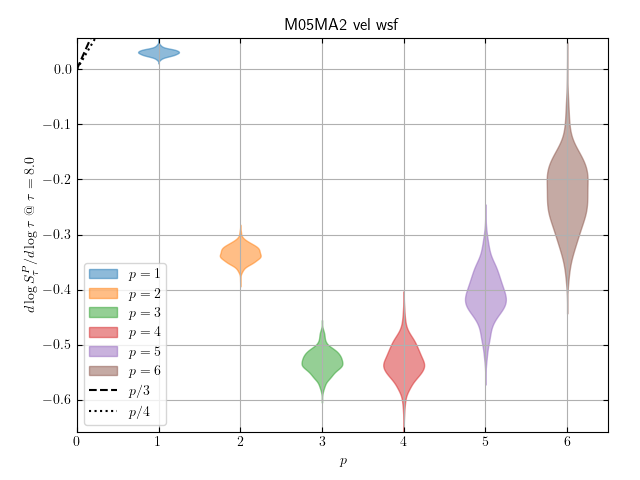 M05MA2 vel wsf
d log S_τ^P / d log τ @ τ = 8.0
0.0
−0.1
−0.2
−0.3
−0.4
−0.5
−0.6
p = 1
p = 2
p = 3
p = 4
p = 5
p = 6
p/3
p/4
0 1 2 3 4 5 6
p